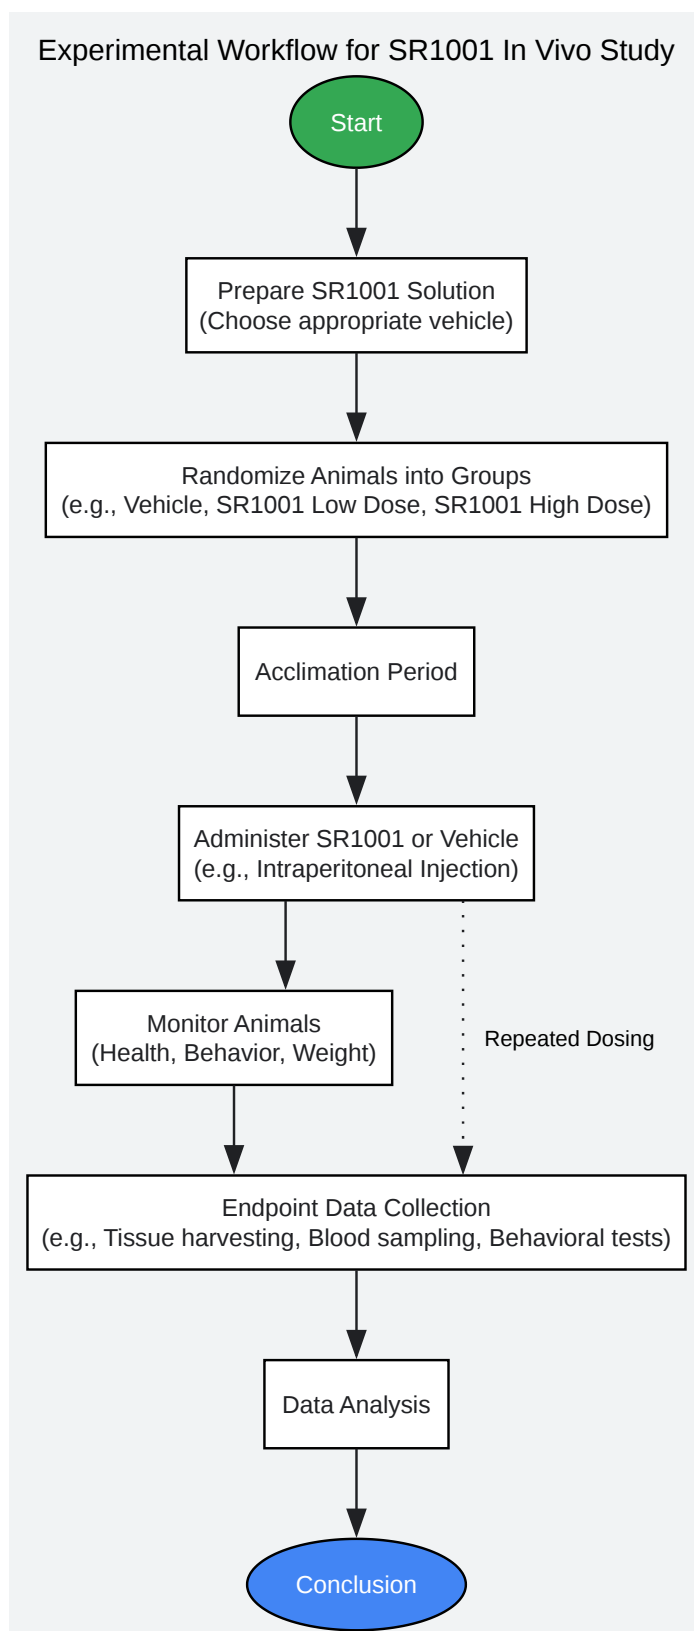 Experimental Workflow for SR1001 In Vivo Study
Start
Prepare SR1001 Solution
(Choose appropriate vehicle)
Randomize Animals into Groups
(e.g., Vehicle, SR1001 Low Dose, SR1001 High Dose)
Acclimation Period
Administer SR1001 or Vehicle
(e.g., Intraperitoneal Injection)
Monitor Animals
(Health, Behavior, Weight)
Repeated Dosing
Endpoint Data Collection
(e.g., Tissue harvesting, Blood sampling, Behavioral tests)
Data Analysis
Conclusion